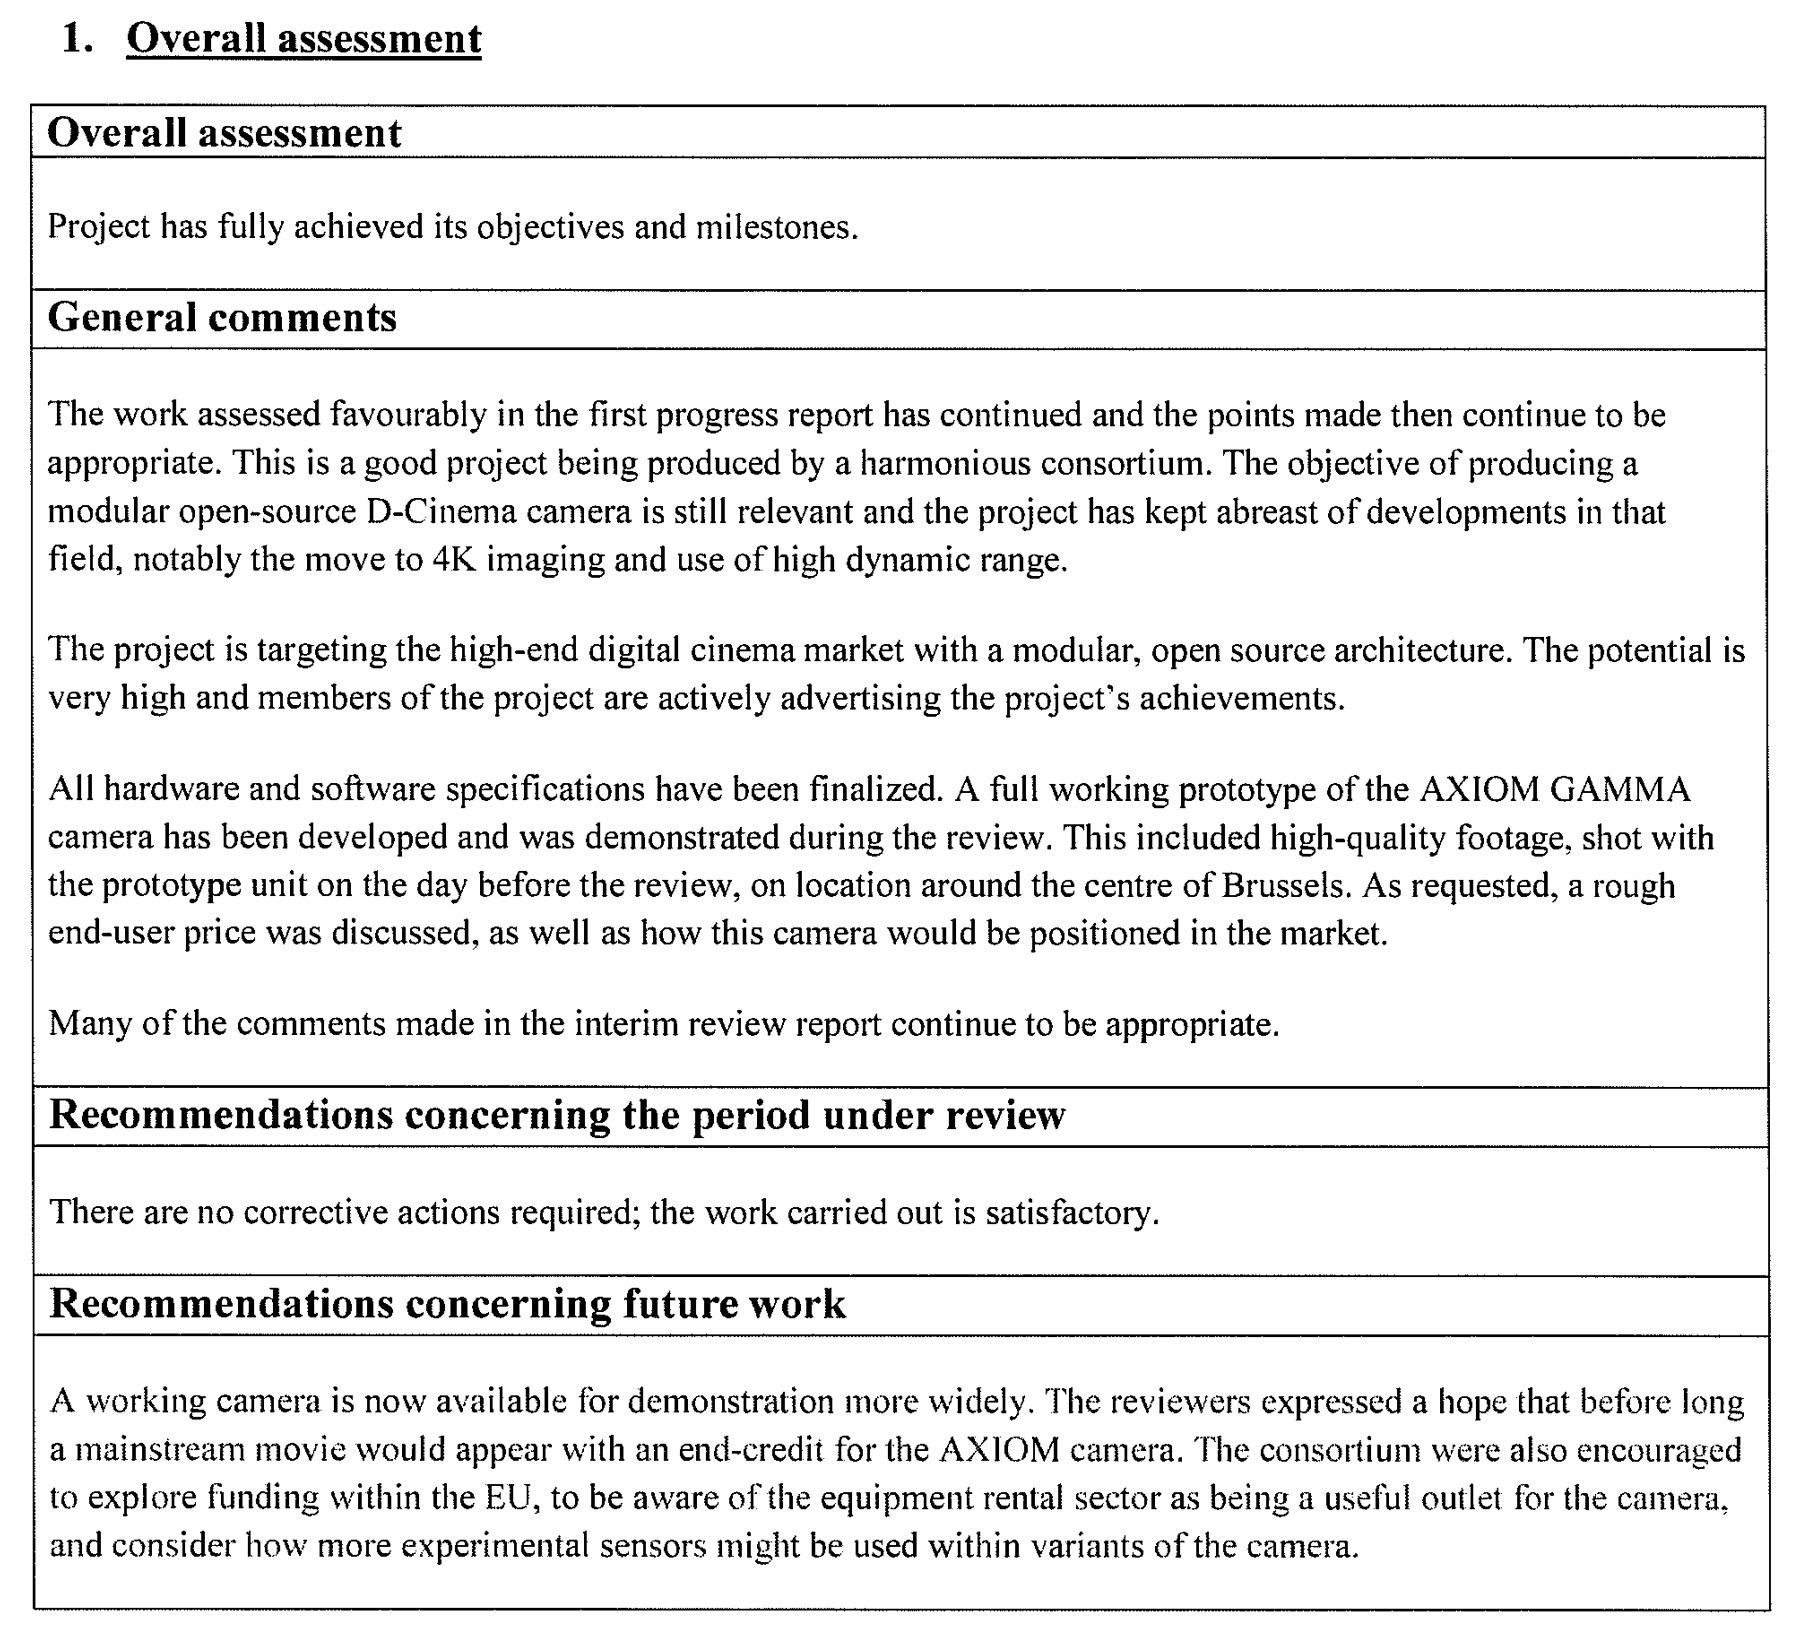 1. Overall assessment
Overall assessment
Project has fully achieved its objectives and milestones.
General comments
The work assessed favourably in the first progress report has continued and the points made then continue to be
appropriate. This is a good project being produced by a harmonious consortium. The objective of producing a
modular open-source D-Cinema camera is still relevant and the project has kept abreast of developments in that
field, notably the move to 4K imaging and use of high dynamic range.
The project is targeting the high-end digital cinema market with a modular, open source architecture. The potential is
very high and members of the project are actively advertising the project's achievements.
All hardware and software specifications have been finalized. A full working prototype of the AXIOM GAMMA
camera has been developed and was demonstrated during the review. This included high-quality footage, shot with
the prototype unit on the day before the review, on location around the centre of Brussels. As requested, a rough
end-user price was discussed, as well as how this camera would be positioned in the market.
Many of the comments made in the interim review report continue to be appropriate.
Recommendations concerning the period under review
There are no corrective actions required; the work carried out is satisfactory.
Recommendations concerning future work
A working camera is now available for demonstration more widely. The reviewers expressed a hope that before long
a mainstream movie would appear with an end-credit for the AXIOM camera. The consortium were also encouraged
to explore funding within the EU, to be aware of the equipment rental sector as being a useful outlet for the camera,
and consider how more experimental sensors might be used within variants of the camera.